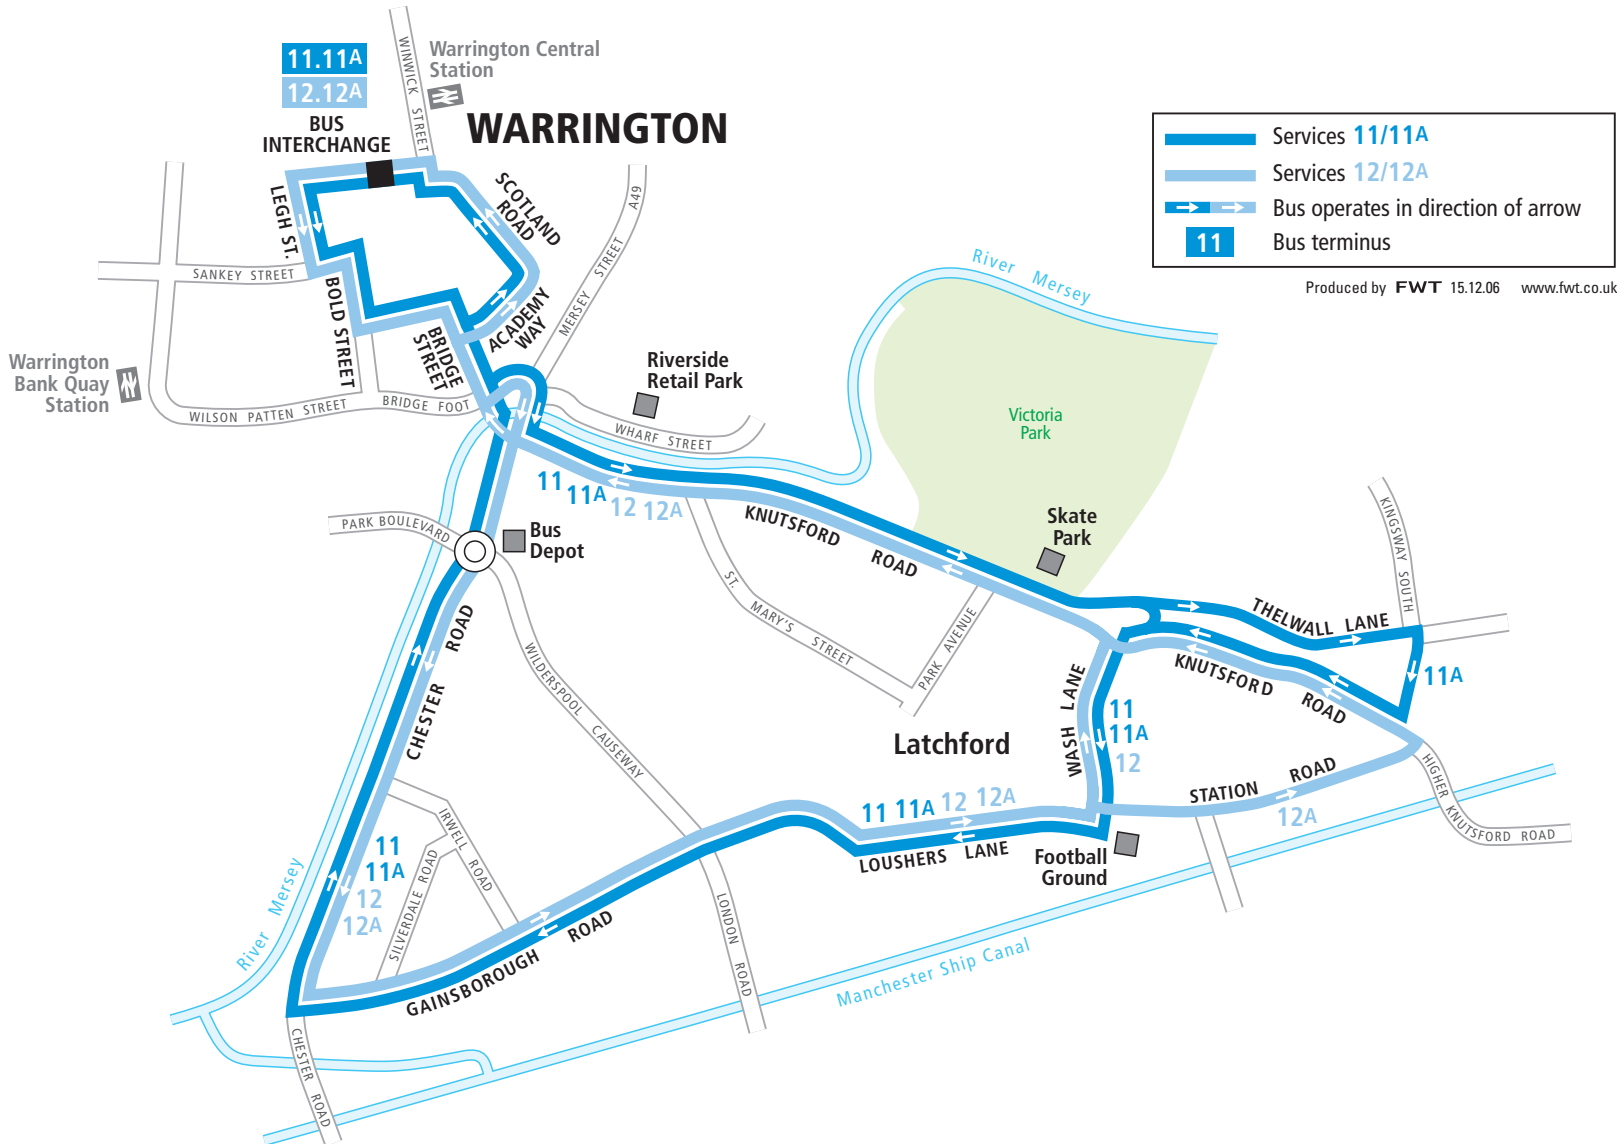 11.11A
12.12A
BUS
INTERCHANGE
WINWICK STREET
Warrington Central
Station
WARRINGTON
Services 11/11A
Services 12/12A
Bus operates in direction of arrow
11
Bus terminus
Produced by FWT 15.12.06 www.fwt.co.uk
LEGH ST.
SCOTLAND
ROAD
A49
MERSEY STREET
SANKEY STREET
BOLD STREET
BRIDGE
STREET
ACADEMY
WAY
River Mersey
Warrington
Bank Quay
Station
WILSON PATTEN STREET
BRIDGE FOOT
Riverside
Retail Park
WHARF STREET
Victoria
Park
11
11A
12
12A
KNUTSFORD ROAD
Skate
Park
KINGSWAY SOUTH
PARK BOULEVARD
Bus
Depot
ST. MARY'S STREET
PARK AVENUE
THELWALL LANE
11A
KNUTSFORD ROAD
CHESTER ROAD
WILDERSPOOL CAUSEWAY
WASH LANE
11
11A
12
Latchford
STATION ROAD
12A
HIGHER KNUTSFORD ROAD
11
11A
12
12A
LOUSHERS LANE
Football
Ground
IRWELL ROAD
SILVERDALE ROAD
11
11A
12
12A
River Mersey
GAINSBOROUGH ROAD
LONDON ROAD
Manchester Ship Canal
CHESTER ROAD